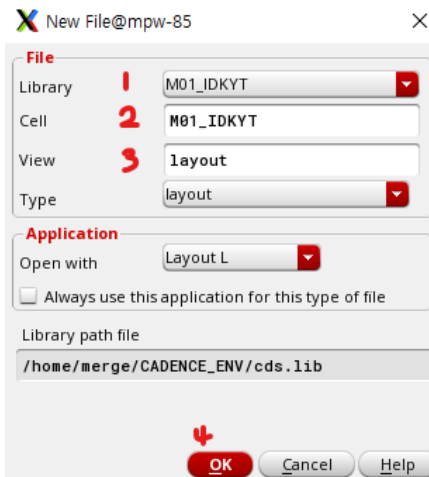 New File@mpw-85
File
Library 1 M01_IDKYT
Cell 2 M01_IDKYT
View 3 layout
Type layout
Application
Open with Layout L
Always use this application for this type of file
Library path file
/home/merge/CADENCE_ENV/cds.lib
4
OK Cancel Help